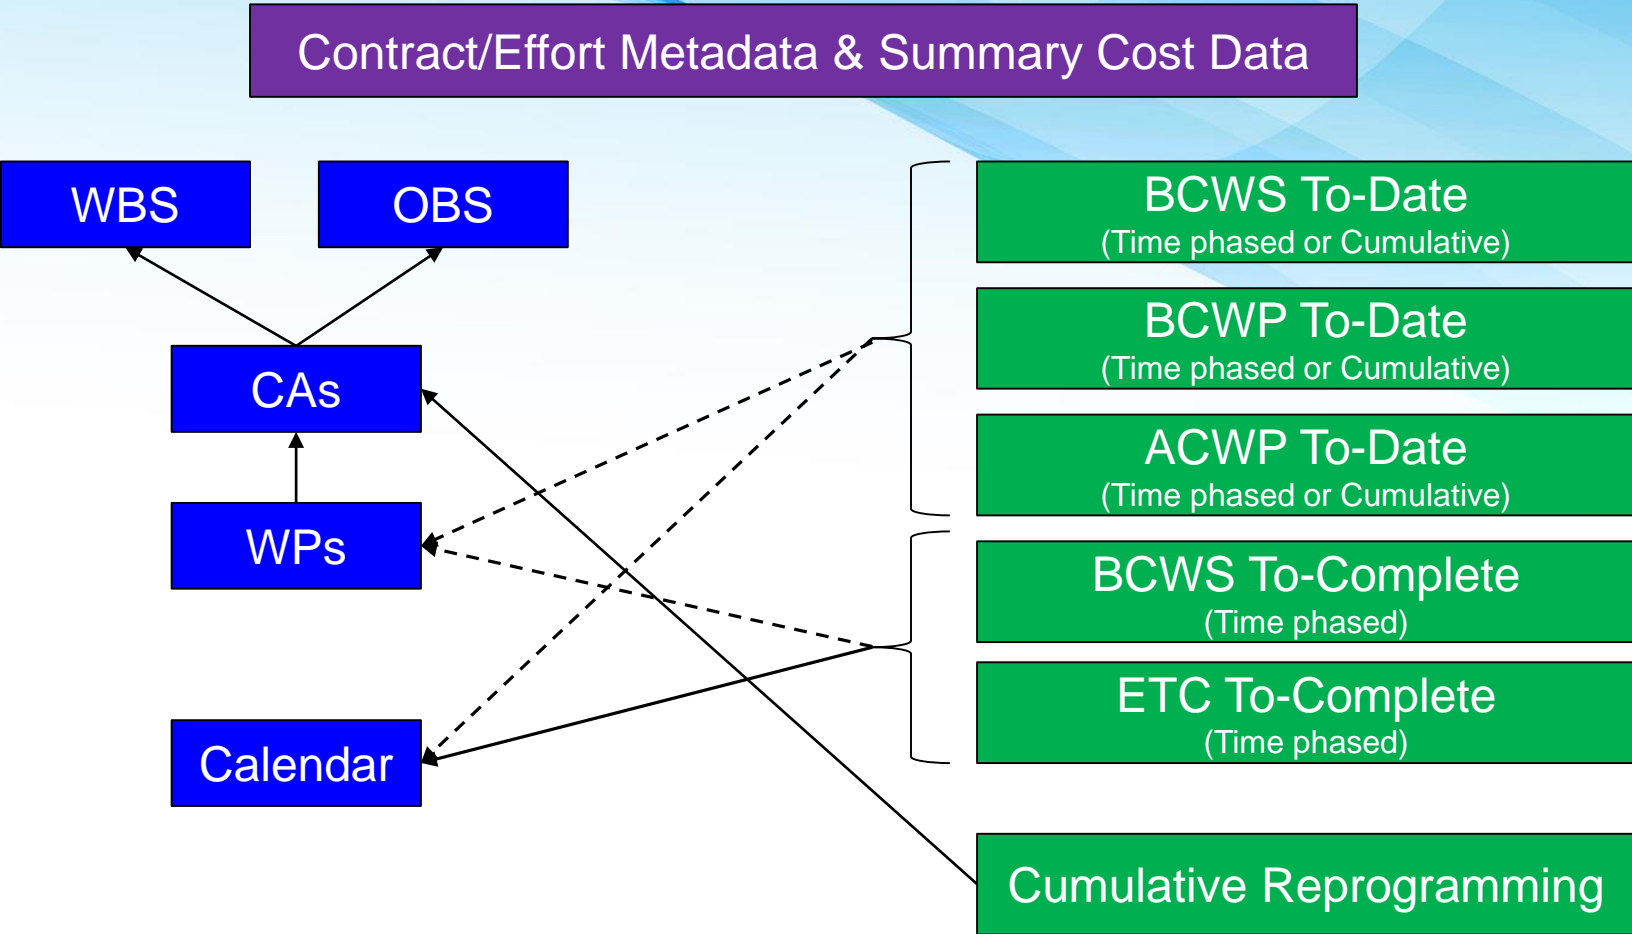 Contract/Effort Metadata & Summary Cost Data
WBS
OBS
CAs
WPs
Calendar
BCWS To-Date
(Time phased or Cumulative)
BCWP To-Date
(Time phased or Cumulative)
ACWP To-Date
(Time phased or Cumulative)
BCWS To-Complete
(Time phased)
ETC To-Complete
(Time phased)
Cumulative Reprogramming